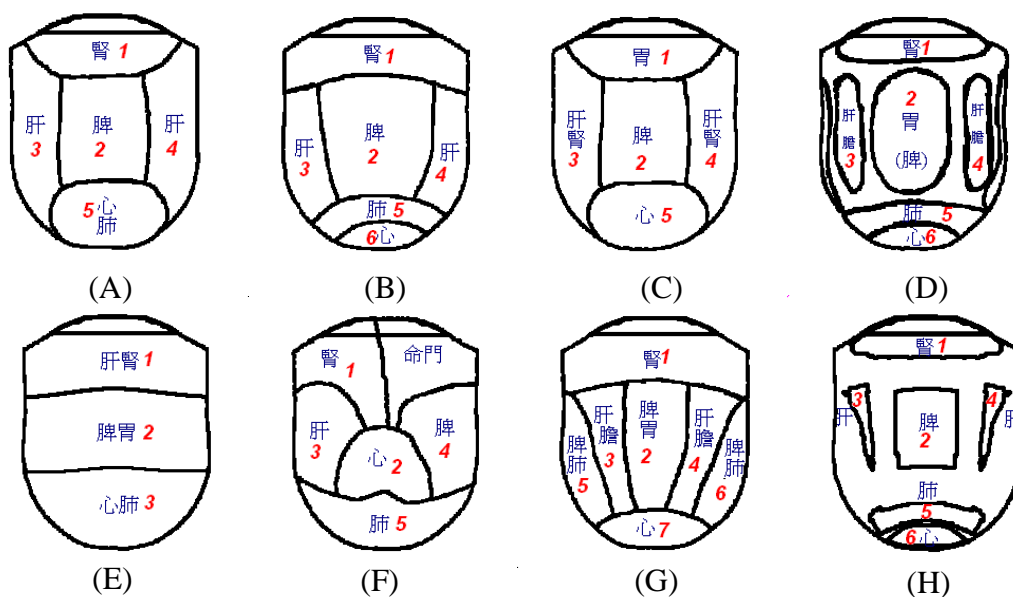 腎 1
肝
3
脾
2
肝
4
5 心
肺
(A)
腎 1
肝
3
脾
2
肝
4
肺 5
6 心
(B)
胃 1
肝
腎
3
脾
2
肝
腎
4
心 5
(C)
腎 1
肝
膽
3
2
胃
(脾)
肝
膽
4
肺 5
心 6
(D)
肝腎 1
脾胃 2
心肺 3
(E)
腎 1
命門
肝
3
心 2
脾
4
肺 5
(F)
腎 1
脾
肺
5
肝
膽
3
脾
胃
2
肝
膽
4
脾
肺
6
心 7
(G)
腎 1
3
肝
脾
2
4
肝
肺
5
6 心
(H)